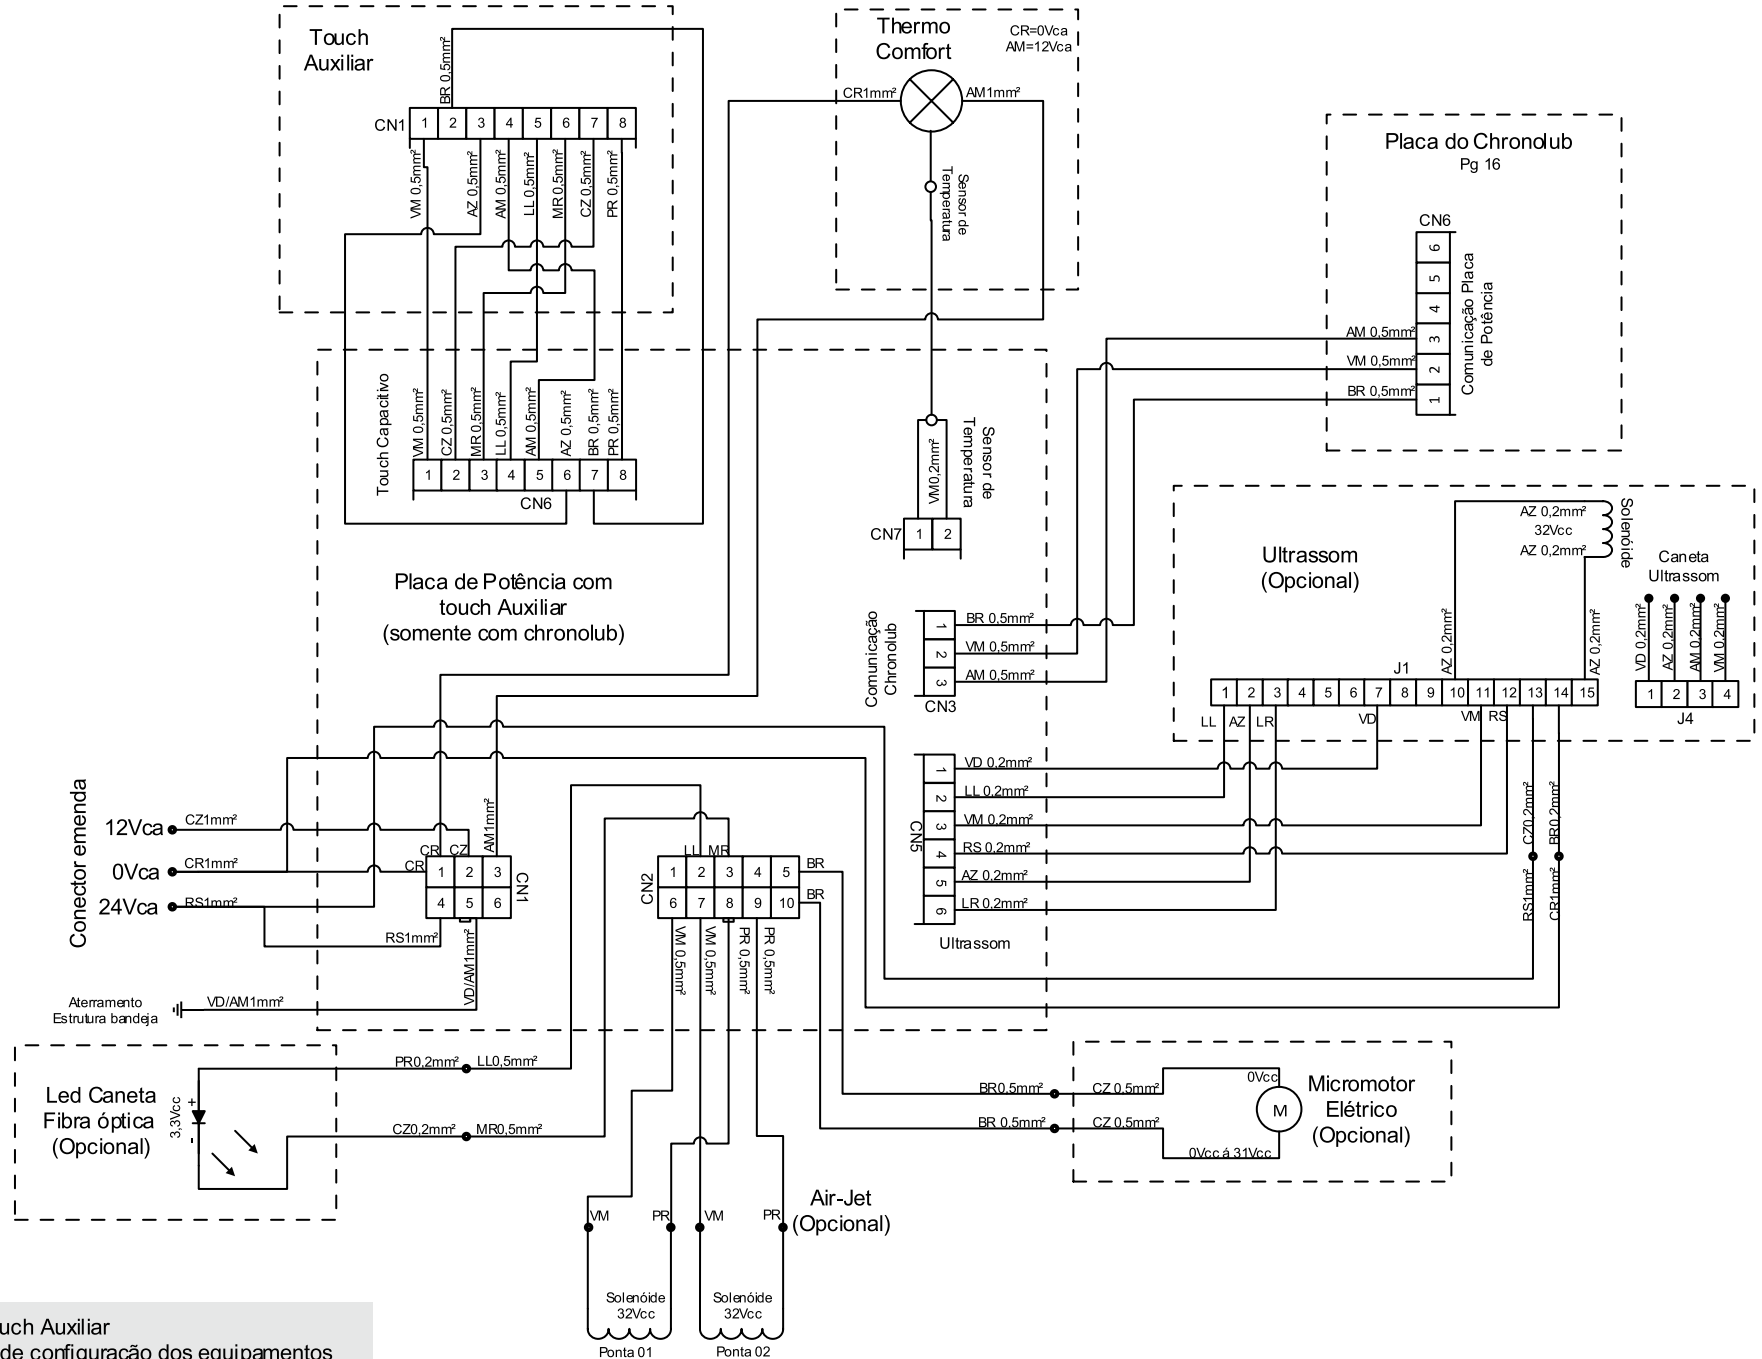 Touch
Auxiliar
BR 0,5mm²
CN1
1 2 3 4 5 6 7 8
VM 0,5mm²
AZ 0,5mm²
AM 0,5mm²
LL 0,5mm²
MR 0,5mm²
CZ 0,5mm²
PR 0,5mm²
Thermo
Comfort
CR=0Vca
AM=12Vca
CR1mm²
AM1mm²
Sensor de
Temperatura
Placa do Chronolub
Pg 16
CN6
6
5
4
3
2
1
Comunicação Placa
de Potência
AM 0,5mm²
VM 0,5mm²
BR 0,5mm²
Touch Capacitivo
VM 0,5mm²
CZ 0,5mm²
MR 0,5mm²
LL 0,5mm²
AM 0,5mm²
AZ 0,5mm²
BR 0,5mm²
PR 0,5mm²
1 2 3 4 5 6 7 8
CN6
Sensor de
Temperatura
VM0,2mm²
CN7
1 2
Placa de Potência com
touch Auxiliar
(somente com chronolub)
Comunicação
Chronolub
1
2
3
CN3
BR 0,5mm²
VM 0,5mm²
AM 0,5mm²
Ultrassom
(Opcional)
AZ 0,2mm²
32Vcc
AZ 0,2mm²
Solenóide
Caneta
Ultrassom
AZ 0,2mm²
AZ 0,2mm²
VD 0,2mm²
AZ 0,2mm²
AM 0,2mm²
VM 0,2mm²
J1
1 2 3 4 5 6 7 8 9 10 11 12 13 14 15
1 2 3 4
J4
LL AZ LR VD VM RS
CN5
1
2
3
4
5
6
VD 0,2mm²
LL 0,2mm²
VM 0,2mm²
RS 0,2mm²
AZ 0,2mm²
LR 0,2mm²
Ultrassom
CZ0,2mm²
BR0,2mm²
RS1mm²
CR1mm²
Conector emenda
12Vca
CZ1mm²
0Vca
CR1mm²
24Vca
RS1mm²
CR
CZ
AM1mm²
CR
1 2 3
4 5 6
CN1
RS1mm²
VD/AM1mm²
Aterramento
Estrutura bandeja
VD/AM1mm²
LL MR
CN2
1 2 3 4 5
6 7 8 9 10
BR
BR
VM 0,5mm²
VM 0,5mm²
PR 0,5mm²
PR 0,5mm²
Led Caneta
Fibra óptica
(Opcional)
3,3Vcc
+
-
PR0,2mm²
LL0,5mm²
CZ0,2mm²
MR0,5mm²
BR0,5mm²
CZ 0,5mm²
BR 0,5mm²
CZ 0,5mm²
0Vcc
M
0Vcc á 31Vcc
Micromotor
Elétrico
(Opcional)
Air-Jet
(Opcional)
VM
PR
VM
PR
Solenóide
32Vcc
Ponta 01
Solenóide
32Vcc
Ponta 02
uch Auxiliar
de configuração dos equipamentos